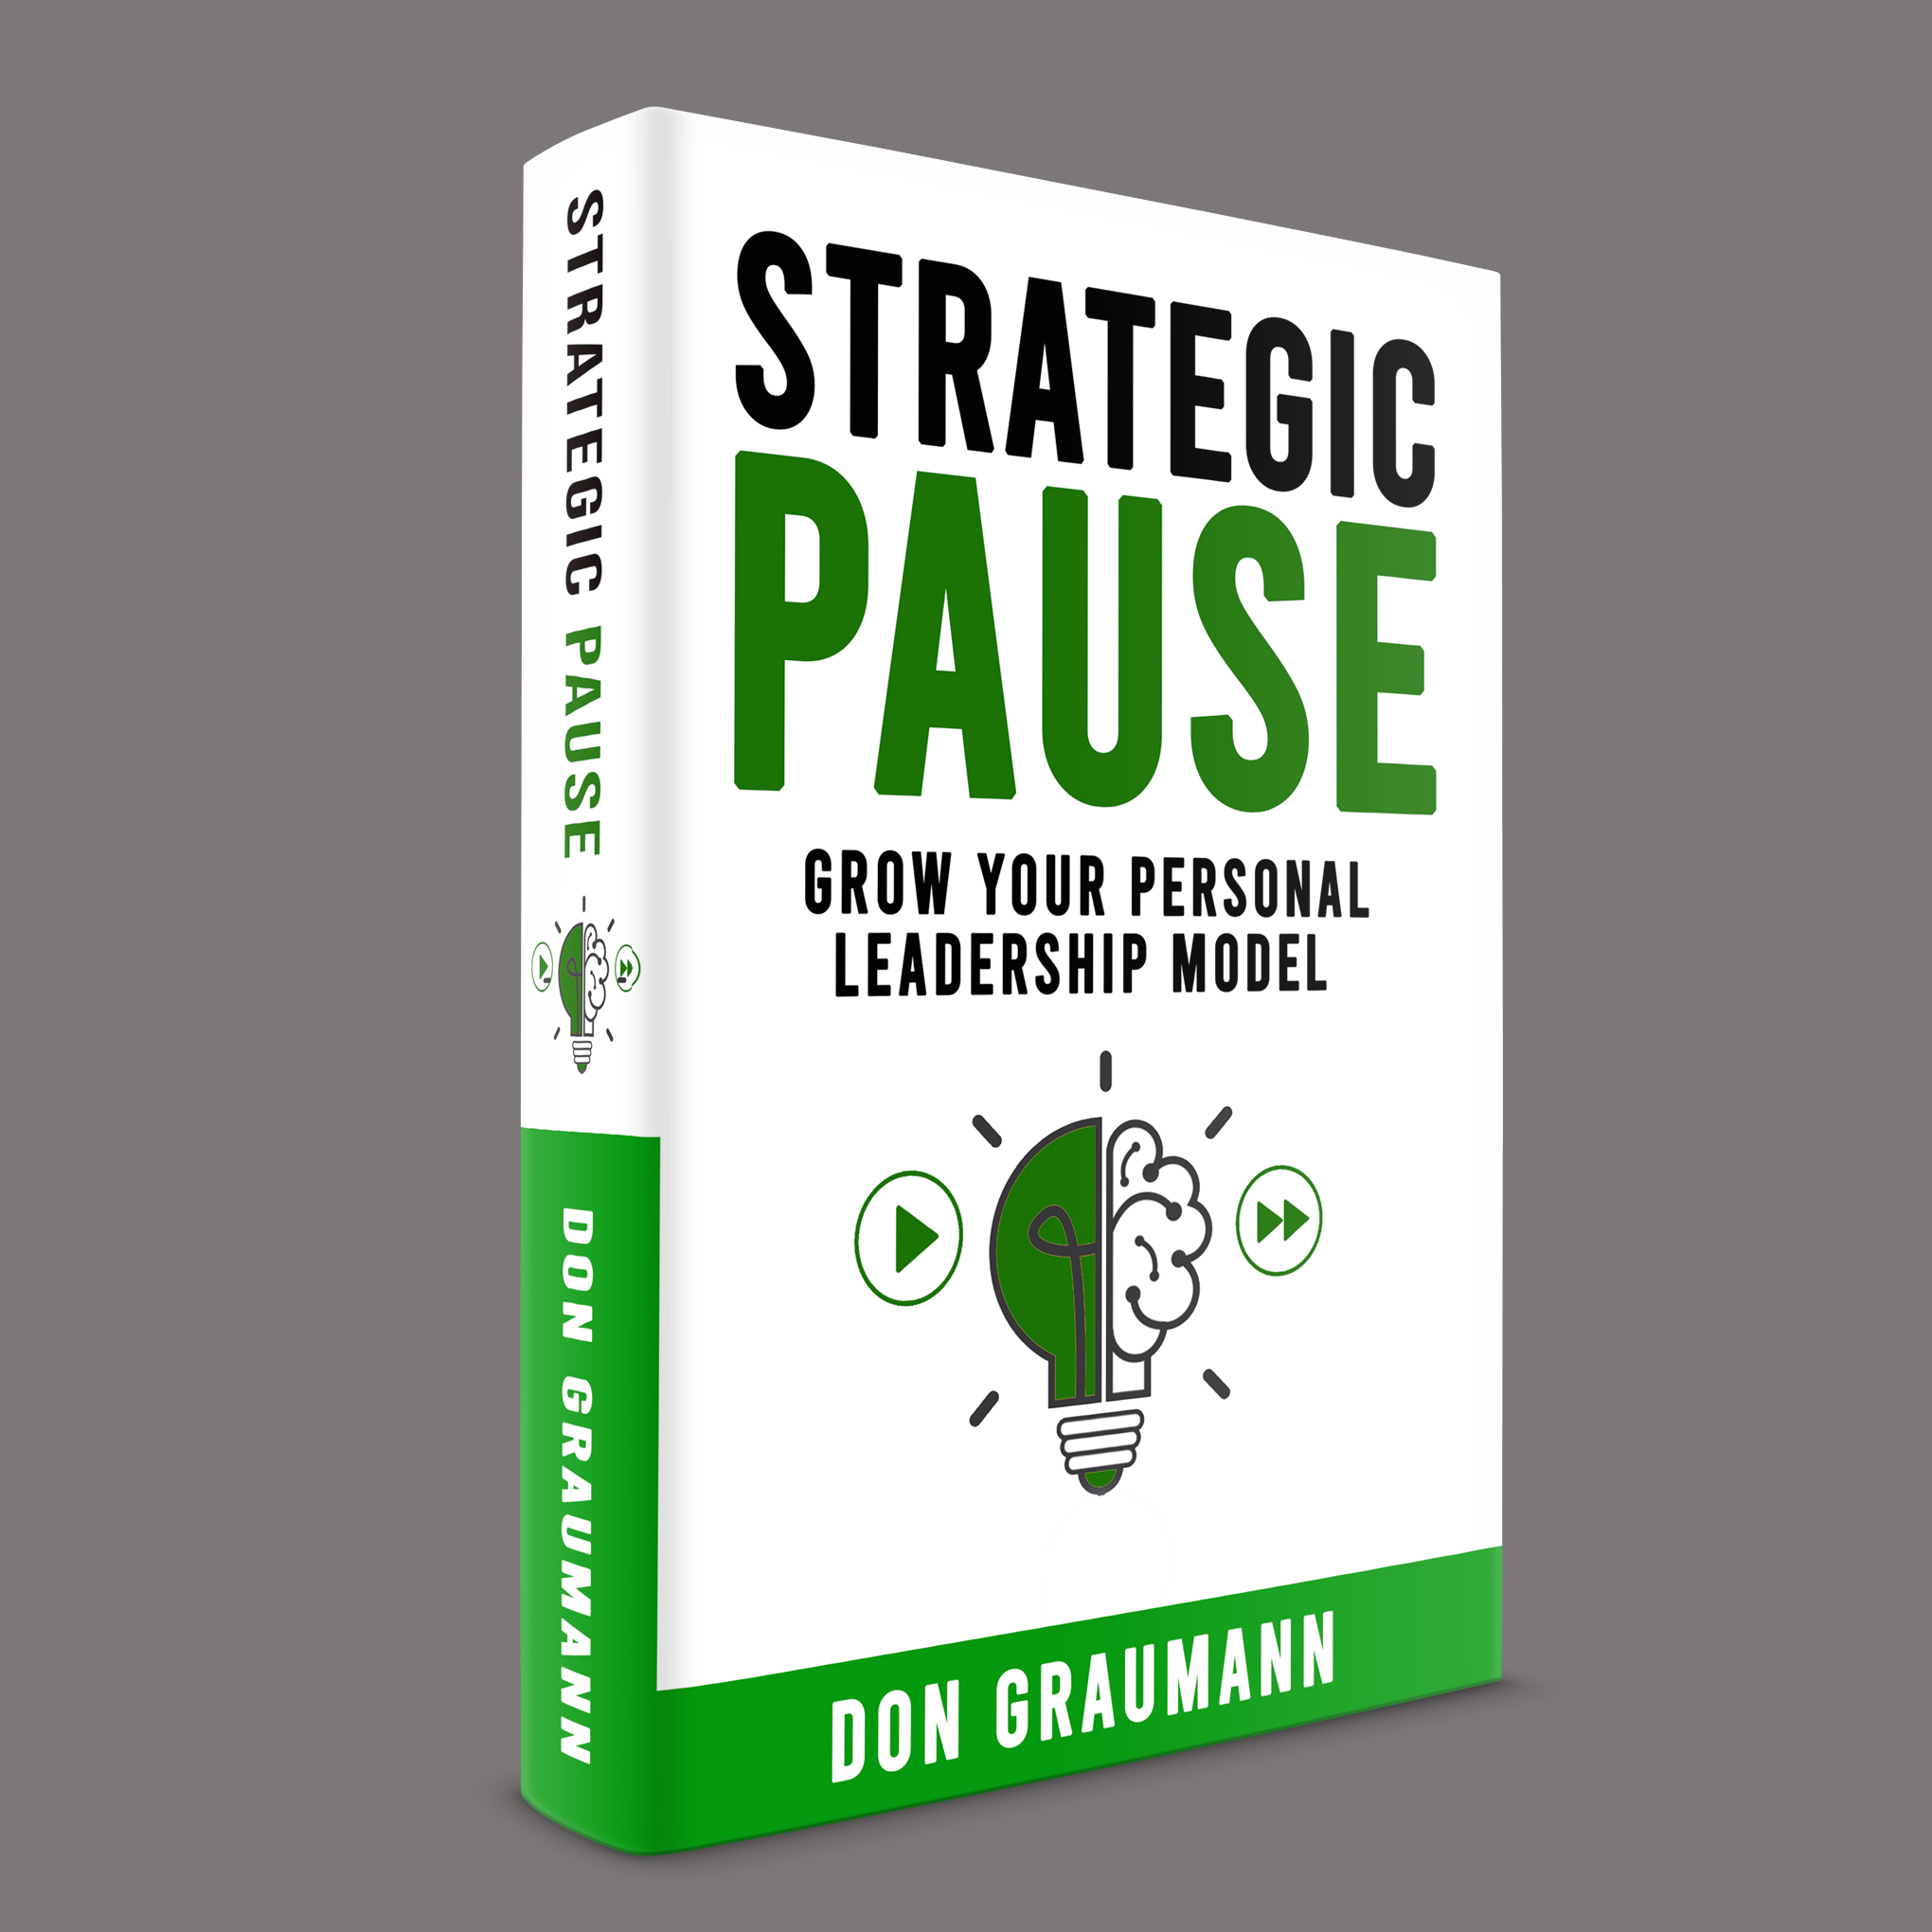 STRATEGIC PAUSE
DON GRAUMANN
STRATEGIC
PAUSE
GROW YOUR PERSONAL
LEADERSHIP MODEL
DON GRAUMANN